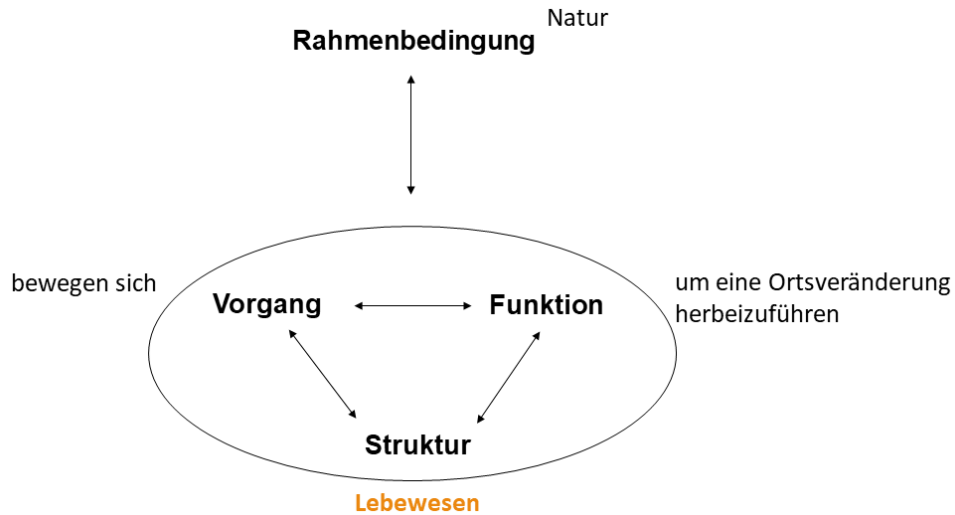 Natur
Rahmenbedingung
bewegen sich
um eine Ortsveränderung
herbeizuführen
Vorgang
Funktion
Struktur
Lebewesen